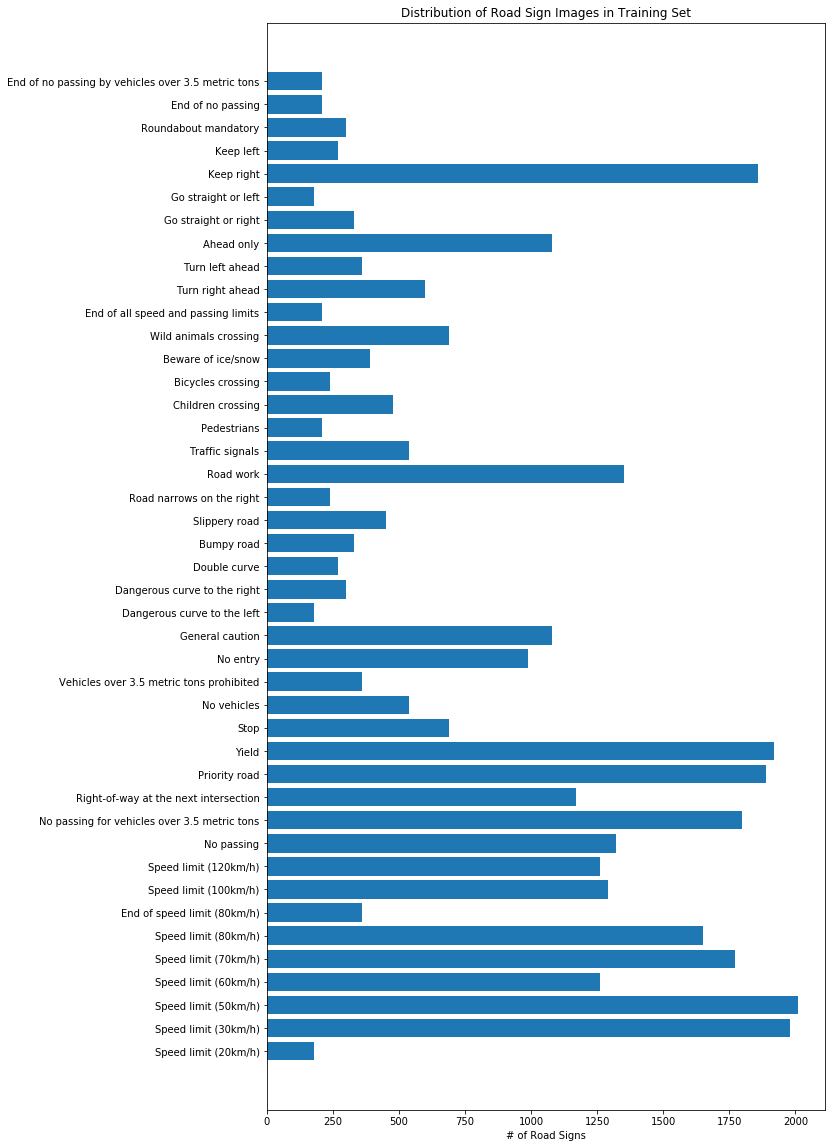 Distribution of Road Sign Images in Training Set
End of no passing by vehicles over 3.5 metric tons
End of no passing
Roundabout mandatory
Keep left
Keep right
Go straight or left
Go straight or right
Ahead only
Turn left ahead
Turn right ahead
End of all speed and passing limits
Wild animals crossing
Beware of ice/snow
Bicycles crossing
Children crossing
Pedestrians
Traffic signals
Road work
Road narrows on the right
Slippery road
Bumpy road
Double curve
Dangerous curve to the right
Dangerous curve to the left
General caution
No entry
Vehicles over 3.5 metric tons prohibited
No vehicles
Stop
Yield
Priority road
Right-of-way at the next intersection
No passing for vehicles over 3.5 metric tons
No passing
Speed limit (120km/h)
Speed limit (100km/h)
End of speed limit (80km/h)
Speed limit (80km/h)
Speed limit (70km/h)
Speed limit (60km/h)
Speed limit (50km/h)
Speed limit (30km/h)
Speed limit (20km/h)
0 250 500 750 1000 1250 1500 1750 2000
# of Road Signs